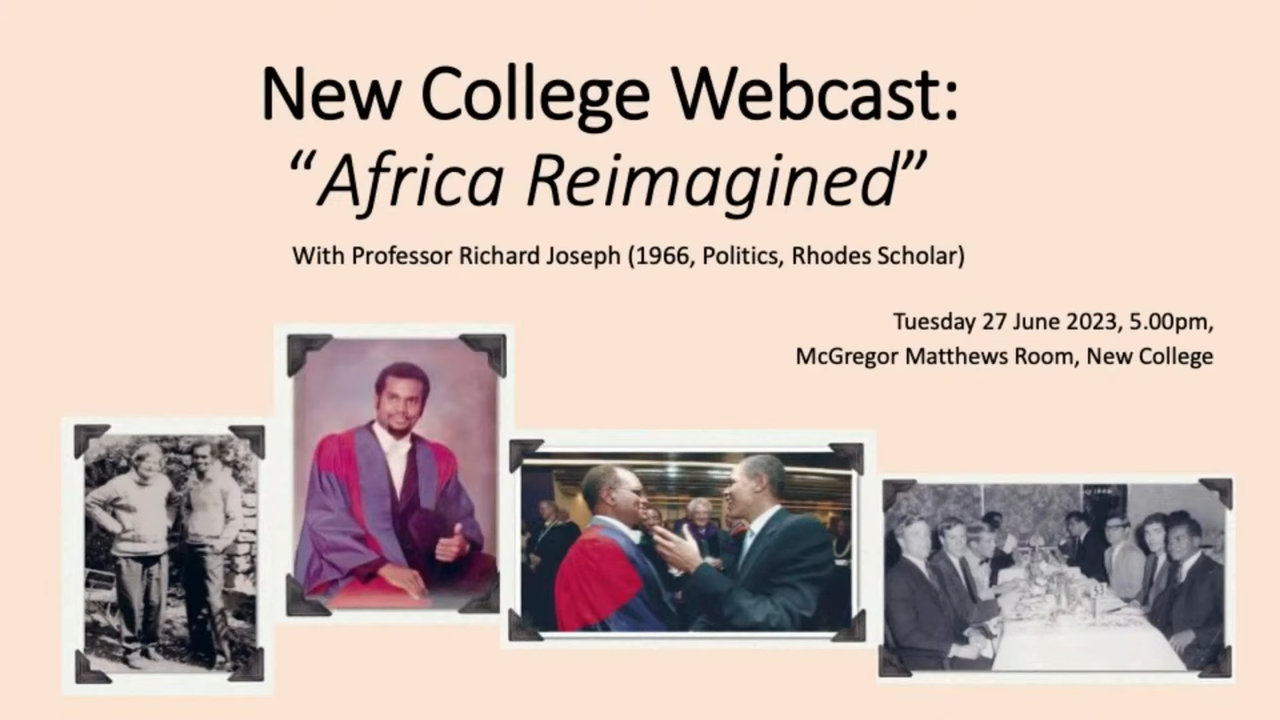 New College Webcast:
“Africa Reimagined”
With Professor Richard Joseph (1966, Politics, Rhodes Scholar)
Tuesday 27 June 2023, 5.00pm,
McGregor Matthews Room, New College
53